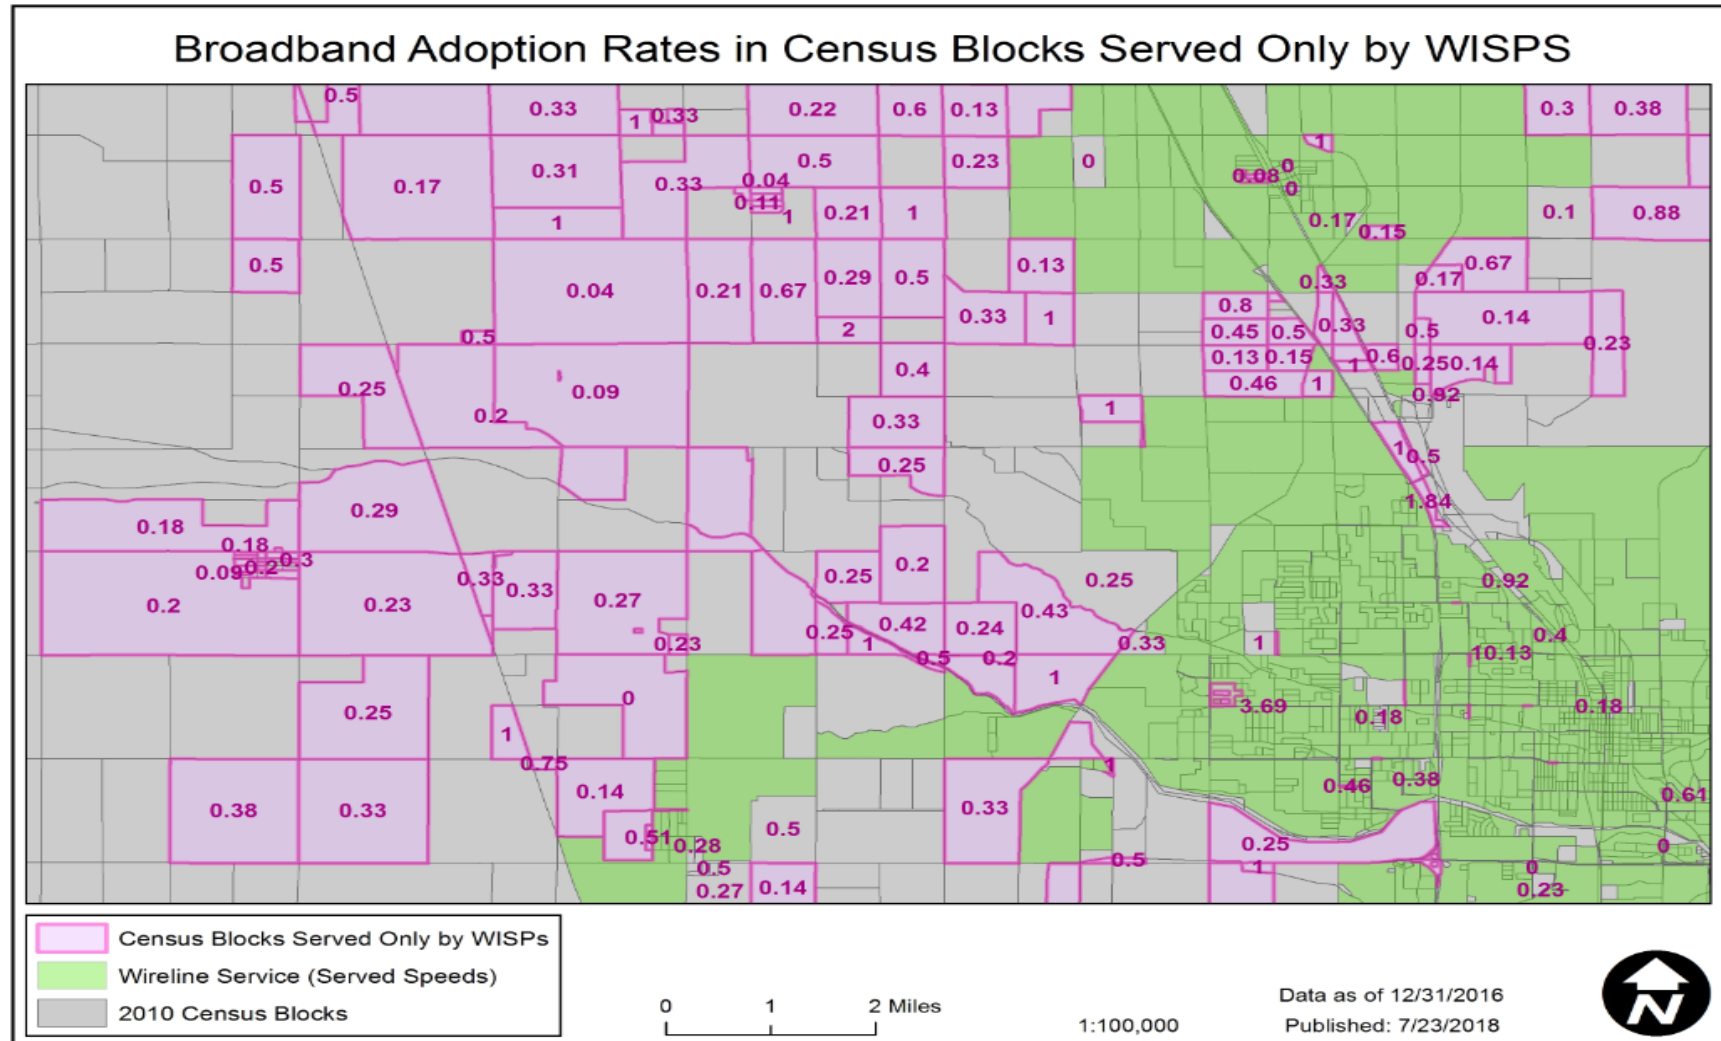 Broadband Adoption Rates in Census Blocks Served Only by WISPS
0.5 0.33 1 0.33 0.22 0.6 0.13 0.3 0.38
0.5 0.17 0.31 0.33 0.5 0.04 0.23 0 1 0 0.08 0
1 0.11 1 0.21 1 0.17 0.15 0.1 0.88
0.5 0.04 0.21 0.67 0.29 0.5 0.13 0.33 0.17 0.67
0.5 2 0.33 1 0.8 0.45 0.5 0.33 0.5 0.14 0.23
0.25 0.2 0.09 0.4 0.13 0.15 1 0.6 0.25 0.14
0.33 1 0.46 1 0.92
0.25 1 0.5
0.18 0.29 1.84
0.18 0.3 0.09 0.2 0.33 0.33 0.27 0.25 0.2 0.25 0.92
0.2 0.23 0.23 0.25 1 0.42 0.24 0.43 0.33 1 0.4
0.5 0.2 1 10.13
0.25 1 0 3.69 0.18 0.18
0.75 1
0.38 0.33 0.14 0.5 0.33 0.46 0.38 0.61
0.51 0.28 0.25 0
0.5 0.5 1 0
0.27 0.14 0.23
Census Blocks Served Only by WISPs
Wireline Service (Served Speeds)
2010 Census Blocks
0 1 2 Miles
1:100,000
Data as of 12/31/2016
Published: 7/23/2018
N